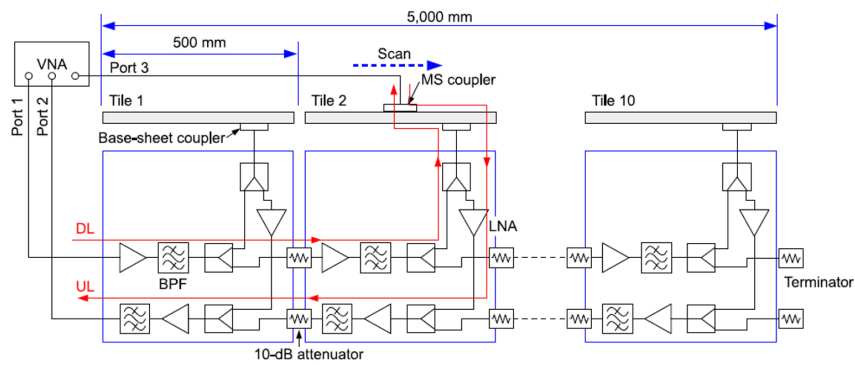 5,000 mm
500 mm
Scan
VNA
Port 3
MS coupler
Port 1
Port 2
Tile 1
Tile 2
Tile 10
Base-sheet coupler
DL
LNA
BPF
UL
Terminator
10-dB attenuator